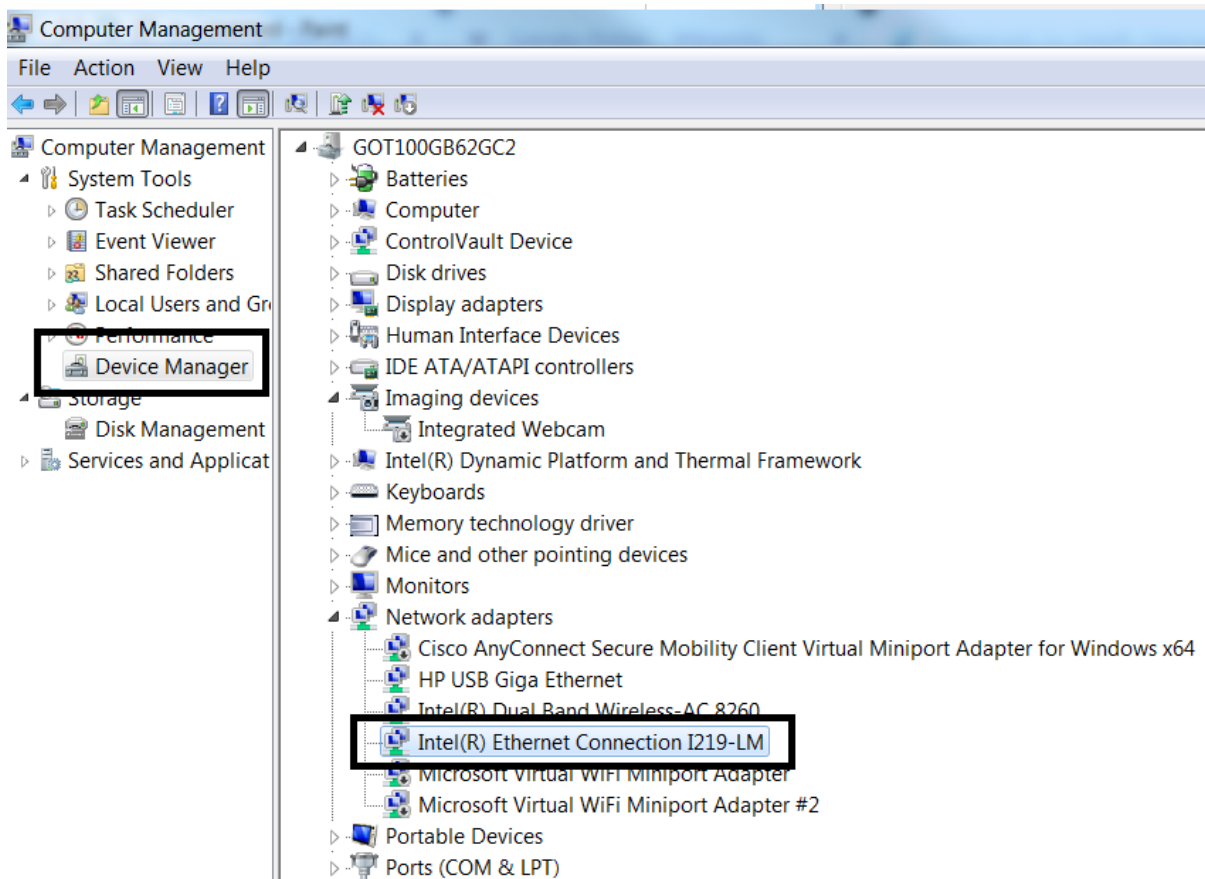 Computer Management
File Action View Help
Computer Management
System Tools
Task Scheduler
Event Viewer
Shared Folders
Local Users and Gr
Performance
Device Manager
Storage
Disk Management
Services and Applicat
GOT100GB62GC2
Batteries
Computer
ControlVault Device
Disk drives
Display adapters
Human Interface Devices
IDE ATA/ATAPI controllers
Imaging devices
Integrated Webcam
Intel(R) Dynamic Platform and Thermal Framework
Keyboards
Memory technology driver
Mice and other pointing devices
Monitors
Network adapters
Cisco AnyConnect Secure Mobility Client Virtual Miniport Adapter for Windows x64
HP USB Giga Ethernet
Intel(R) Dual Band Wireless-AC 8260
Intel(R) Ethernet Connection I219-LM
Microsoft Virtual WiFi Miniport Adapter
Microsoft Virtual WiFi Miniport Adapter #2
Portable Devices
Ports (COM & LPT)